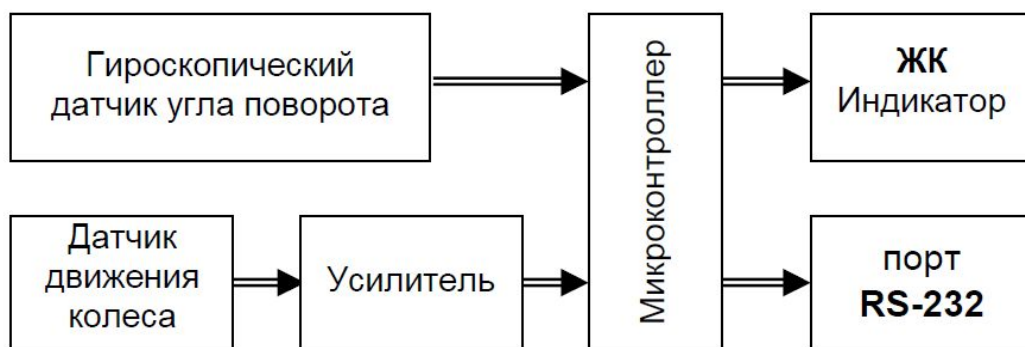 Гироскопический
датчик угла поворота
Микроконтроллер
ЖК
Индикатор
Датчик
движения
колеса
Усилитель
порт
RS-232